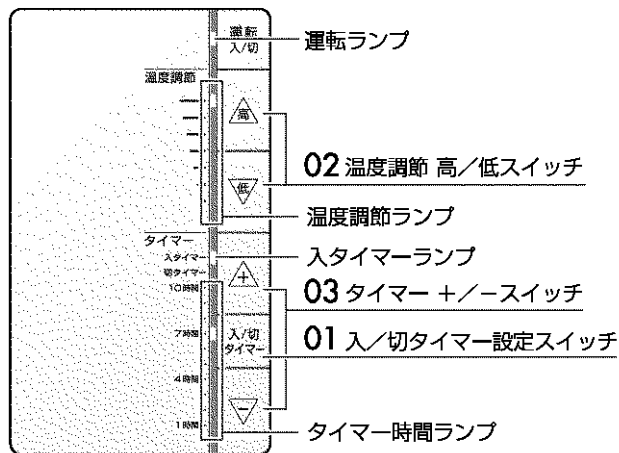 運転
入/切
運転ランプ
温度調節
高
02 温度調節 高／低スイッチ
低
温度調節ランプ
タイマー
入タイマー
入タイマーランプ
切タイマー
＋
10時間
03 タイマー ＋／－スイッチ
7時間
入/切
タイマー
01 入／切タイマー設定スイッチ
4時間
－
1時間
タイマー時間ランプ